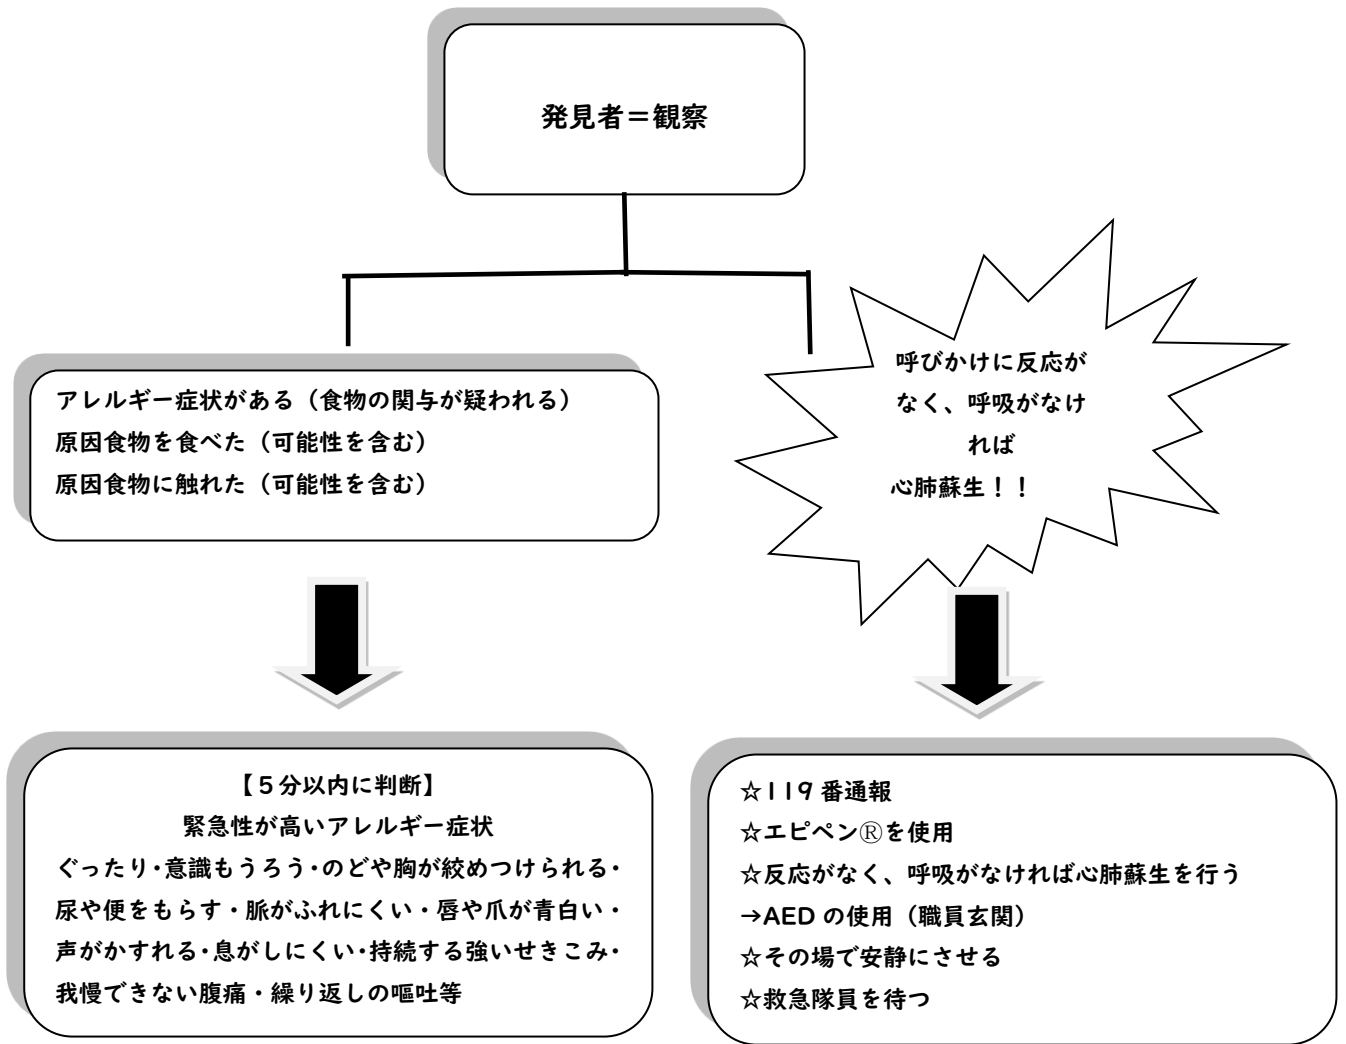 発見者＝観察
アレルギー症状がある（食物の関与が疑われる）
原因食物を食べた（可能性を含む）
原因食物に触れた（可能性を含む）
呼びかけに反応が
なく、呼吸がなけ
れば
心肺蘇生！！
【５分以内に判断】
緊急性が高いアレルギー症状
ぐったり・意識もうろう・のどや胸が絞めつけられる・
尿や便をもらす・脈がふれにくい・唇や爪が青白い・
声がかすれる・息がしにくい・持続する強いせきこみ・
我慢できない腹痛・繰り返しの嘔吐等
☆119 番通報
☆エピペン®を使用
☆反応がなく、呼吸がなければ心肺蘇生を行う
→AED の使用（職員玄関）
☆その場で安静にさせる
☆救急隊員を待つ